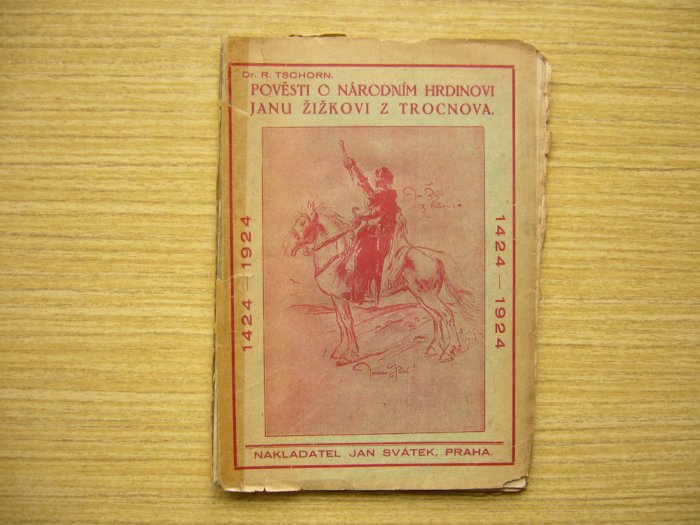 Dr. R. TSCHORN.
POVĚSTI O NÁRODNÍM HRDINOVI
JANU ŽIŽKOVI Z TROCNOVA.
1424 — 1924
1424 — 1924
NAKLADATEL JAN SVÁTEK, PRAHA.